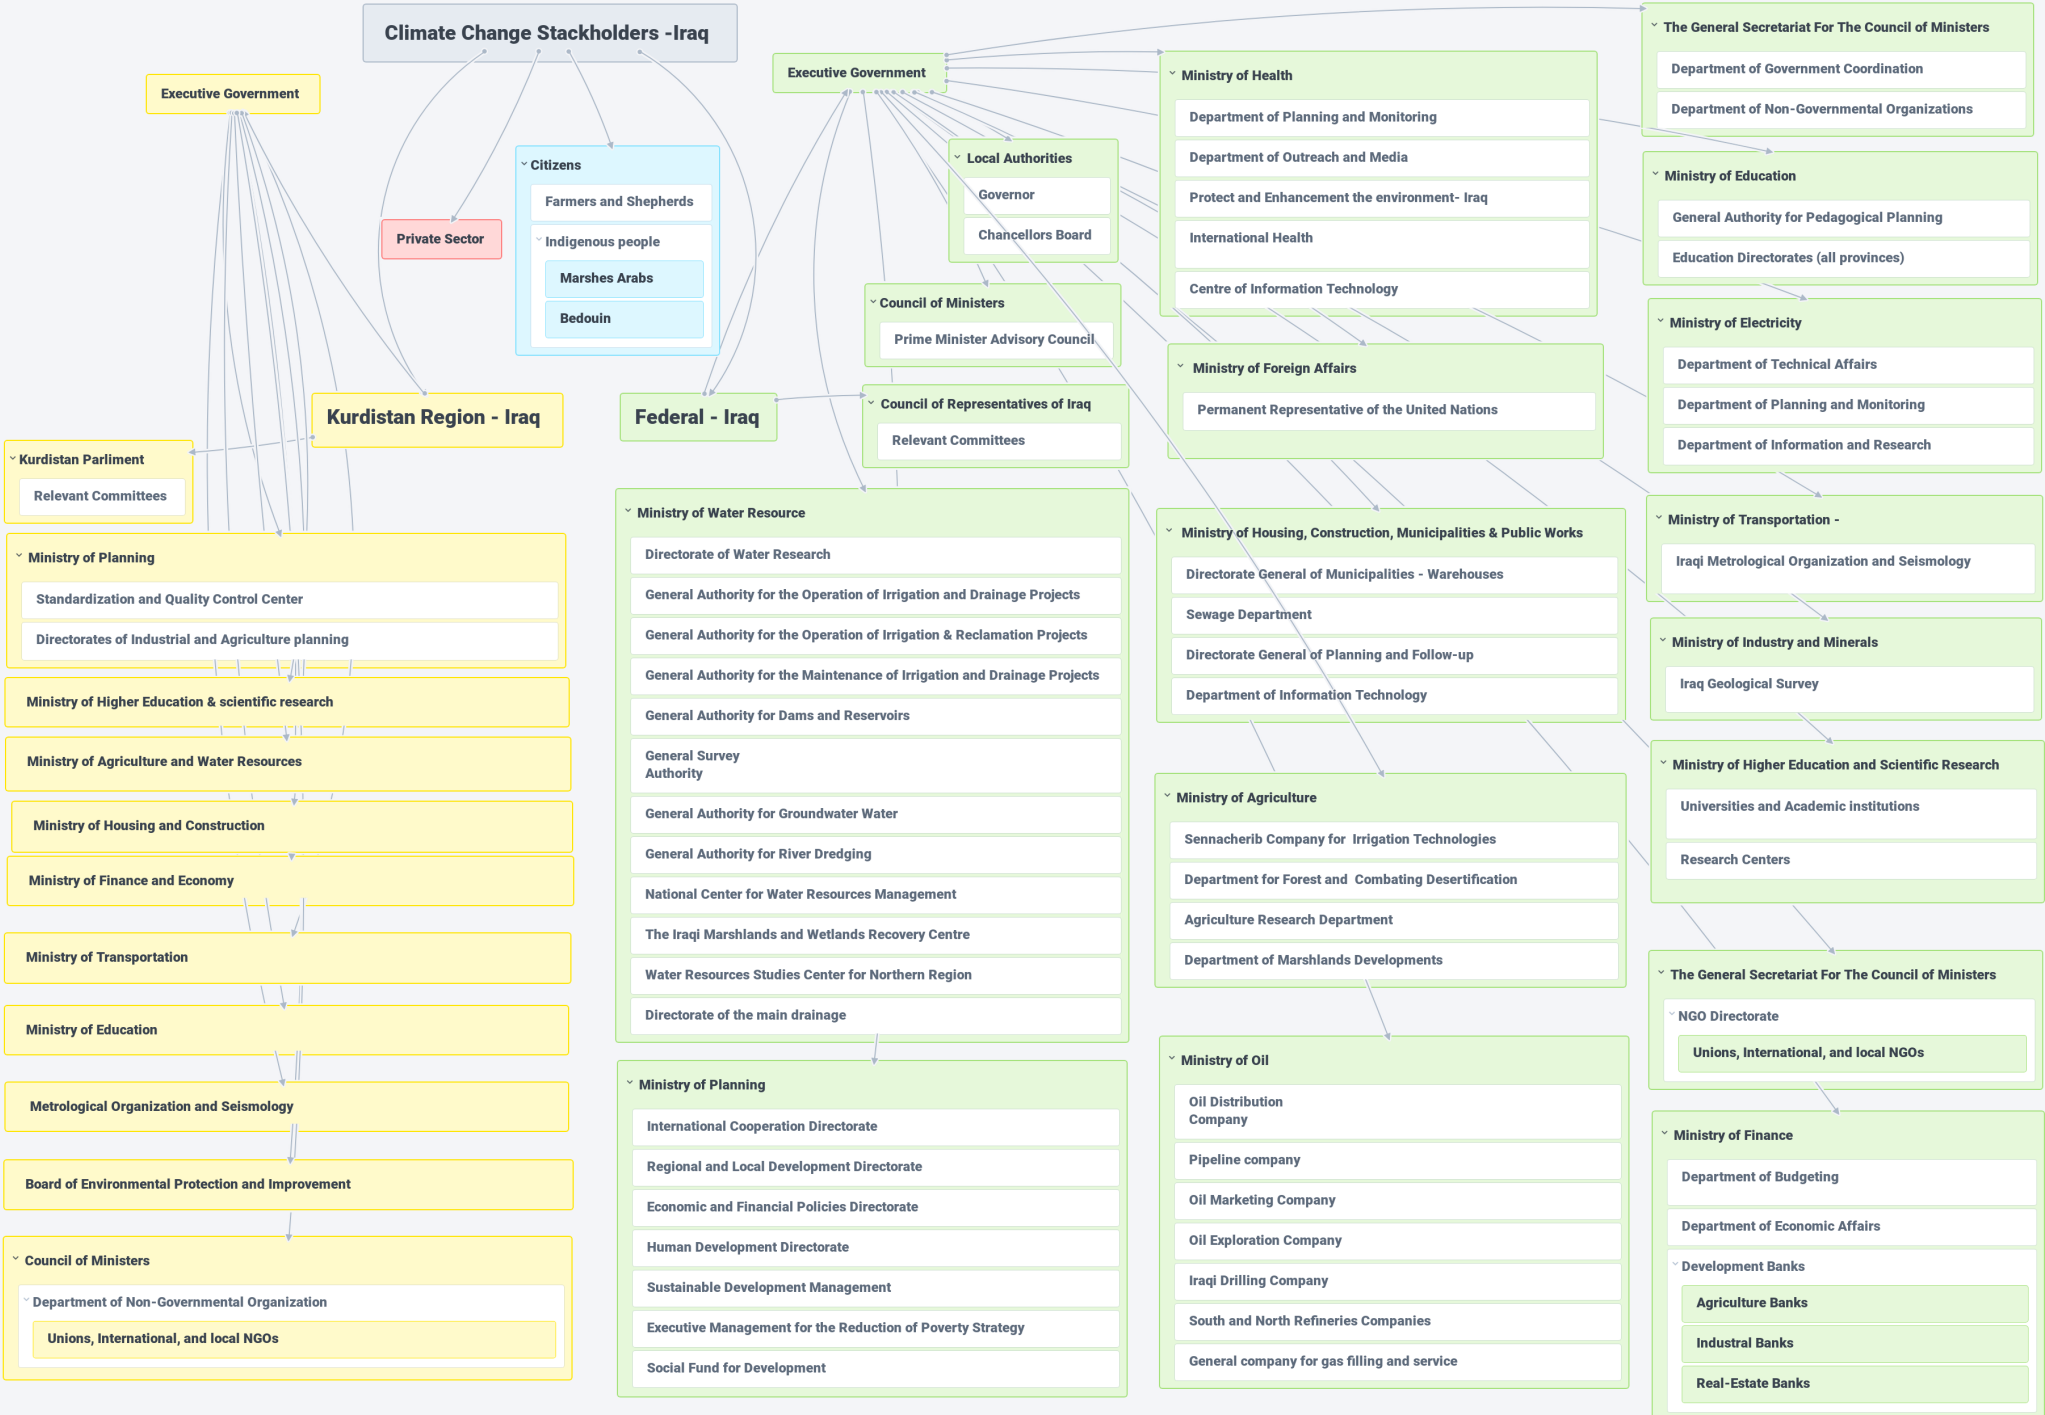 Climate Change Stackholders -Iraq
Executive Government
Citizens
Farmers and Shepherds
Indigenous people
Marshes Arabs
Bedouin
Private Sector
Kurdistan Region - Iraq
Kurdistan Parliment
Relevant Committees
Ministry of Planning
Standardization and Quality Control Center
Directorates of Industrial and Agriculture planning
Ministry of Higher Education & scientific research
Ministry of Agriculture and Water Resources
Ministry of Housing and Construction
Ministry of Finance and Economy
Ministry of Transportation
Ministry of Education
Metrological Organization and Seismology
Board of Environmental Protection and Improvement
Council of Ministers
Department of Non-Governmental Organization
Unions, International, and local NGOs
Federal - Iraq
Executive Government
Local Authorities
Governor
Chancellors Board
Council of Ministers
Prime Minister Advisory Council
Council of Representatives of Iraq
Relevant Committees
Ministry of Water Resource
Directorate of Water Research
General Authority for the Operation of Irrigation and Drainage Projects
General Authority for the Operation of Irrigation & Reclamation Projects
General Authority for the Maintenance of Irrigation and Drainage Projects
General Authority for Dams and Reservoirs
General Survey
Authority
General Authority for Groundwater Water
General Authority for River Dredging
National Center for Water Resources Management
The Iraqi Marshlands and Wetlands Recovery Centre
Water Resources Studies Center for Northern Region
Directorate of the main drainage
Ministry of Planning
International Cooperation Directorate
Regional and Local Development Directorate
Economic and Financial Policies Directorate
Human Development Directorate
Sustainable Development Management
Executive Management for the Reduction of Poverty Strategy
Social Fund for Development
Ministry of Health
Department of Planning and Monitoring
Department of Outreach and Media
Protect and Enhancement the environment- Iraq
International Health
Centre of Information Technology
Ministry of Foreign Affairs
Permanent Representative of the United Nations
Ministry of Housing, Construction, Municipalities & Public Works
Directorate General of Municipalities - Warehouses
Sewage Department
Directorate General of Planning and Follow-up
Department of Information Technology
Ministry of Agriculture
Sennacherib Company for Irrigation Technologies
Department for Forest and Combating Desertification
Agriculture Research Department
Department of Marshlands Developments
Ministry of Oil
Oil Distribution
Company
Pipeline company
Oil Marketing Company
Oil Exploration Company
Iraqi Drilling Company
South and North Refineries Companies
General company for gas filling and service
The General Secretariat For The Council of Ministers
Department of Government Coordination
Department of Non-Governmental Organizations
Ministry of Education
General Authority for Pedagogical Planning
Education Directorates (all provinces)
Ministry of Electricity
Department of Technical Affairs
Department of Planning and Monitoring
Department of Information and Research
Ministry of Transportation -
Iraqi Metrological Organization and Seismology
Ministry of Industry and Minerals
Iraq Geological Survey
Ministry of Higher Education and Scientific Research
Universities and Academic institutions
Research Centers
The General Secretariat For The Council of Ministers
NGO Directorate
Unions, International, and local NGOs
Ministry of Finance
Department of Budgeting
Department of Economic Affairs
Development Banks
Agriculture Banks
Industral Banks
Real-Estate Banks